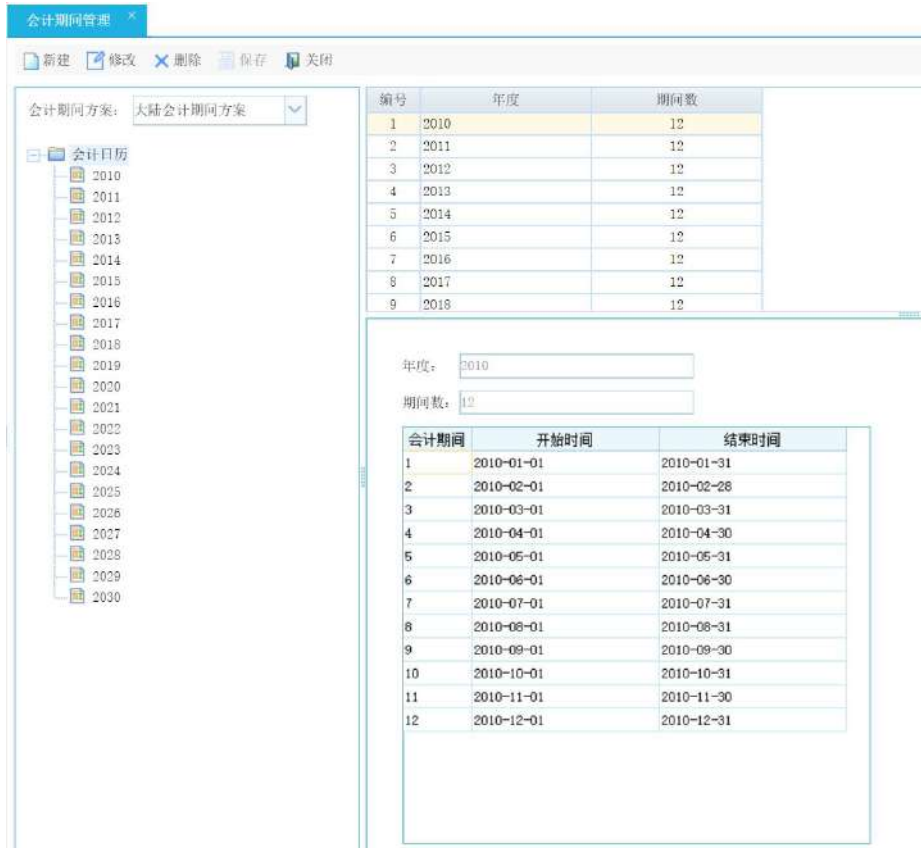 会计期间管理 ×
新建 修改 删除 保存 关闭
会计期间方案: 大陆会计期间方案
会计日历
2010
2011
2012
2013
2014
2015
2016
2017
2018
2019
2020
2021
2022
2023
2024
2025
2026
2027
2028
2029
2030
编号 年度 期间数
1 2010 12
2 2011 12
3 2012 12
4 2013 12
5 2014 12
6 2015 12
7 2016 12
8 2017 12
9 2018 12
年度: 2010
期间数: 12
会计期间 开始时间 结束时间
1 2010-01-01 2010-01-31
2 2010-02-01 2010-02-28
3 2010-03-01 2010-03-31
4 2010-04-01 2010-04-30
5 2010-05-01 2010-05-31
6 2010-06-01 2010-06-30
7 2010-07-01 2010-07-31
8 2010-08-01 2010-08-31
9 2010-09-01 2010-09-30
10 2010-10-01 2010-10-31
11 2010-11-01 2010-11-30
12 2010-12-01 2010-12-31